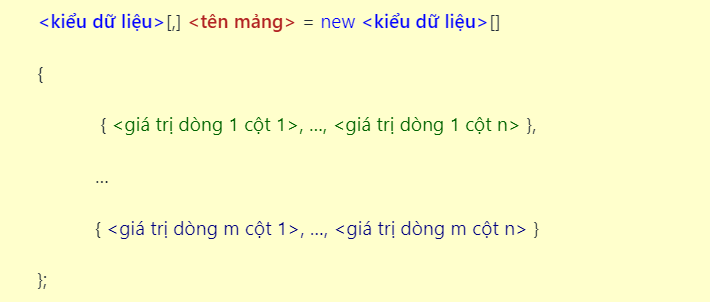 <kiểu dữ liệu>[,] <tên mảng> = new <kiểu dữ liệu>[]
{
{ <giá trị dòng 1 cột 1>, ..., <giá trị dòng 1 cột n> },
...
{ <giá trị dòng m cột 1>, ..., <giá trị dòng m cột n> }
};